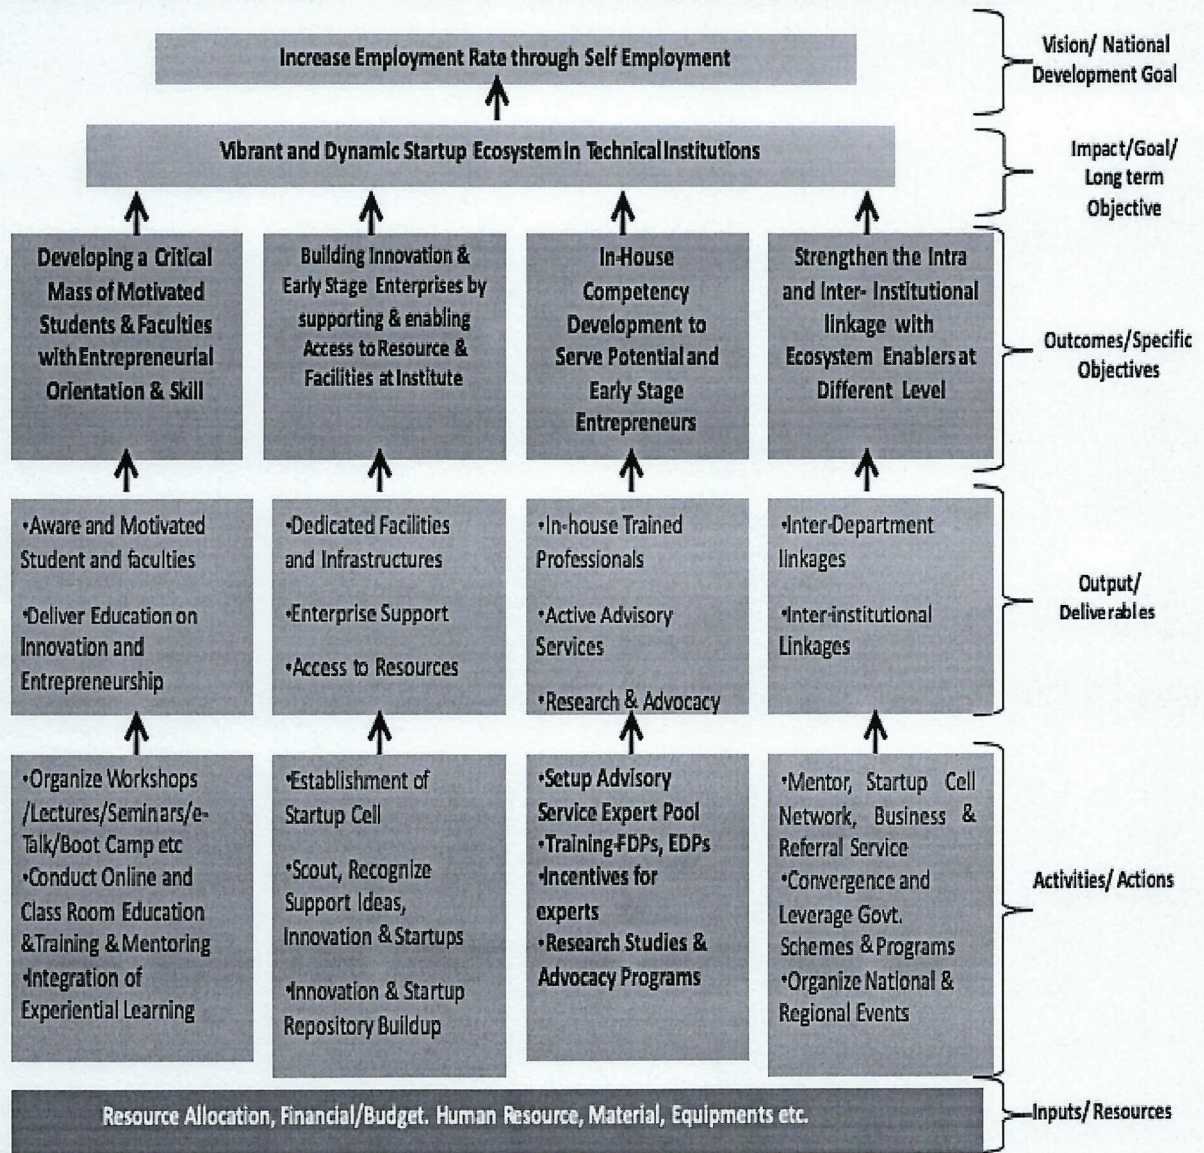 Increase Employment Rate through Self Employment
Vision/ National
Development Goal
Vibrant and Dynamic Startup Ecosystem in Technical Institutions
Impact/Goal/
Long term
Objective
Developing a Critical
Mass of Motivated
Students & Faculties
with Entrepreneurial
Orientation & Skill
Building Innovation &
Early Stage Enterprises by
supporting & enabling
Access to Resource &
Facilities at Institute
In-House
Competency
Development to
Serve Potential and
Early Stage
Entrepreneurs
Strengthen the Intra
and Inter- Institutional
linkage with
Ecosystem Enablers at
Different Level
Outcomes/Specific
Objectives
•Aware and Motivated
Student and faculties
•Deliver Education on
Innovation and
Entrepreneurship
•Dedicated Facilities
and Infrastructures
•Enterprise Support
•Access to Resources
•In-house Trained
Professionals
•Active Advisory
Services
•Research & Advocacy
•Inter-Department
linkages
•Inter-institutional
Linkages
Output/
Deliverables
•Organize Workshops
/Lectures/Seminars/e-
Talk/Boot Camp etc
•Conduct Online and
Class Room Education
&Training & Mentoring
•Integration of
Experiential Learning
•Establishment of
Startup Cell
•Scout, Recognize
Support Ideas,
Innovation & Startups
•Innovation & Startup
Repository Buildup
•Setup Advisory
Service Expert Pool
•Training-FDPs, EDPs
•Incentives for
experts
•Research Studies &
Advocacy Programs
•Mentor, Startup Cell
Network, Business &
Referral Service
•Convergence and
Leverage Govt.
Schemes & Programs
•Organize National &
Regional Events
Activities/ Actions
Resource Allocation, Financial/Budget. Human Resource, Material, Equipments etc.
Inputs/ Resources